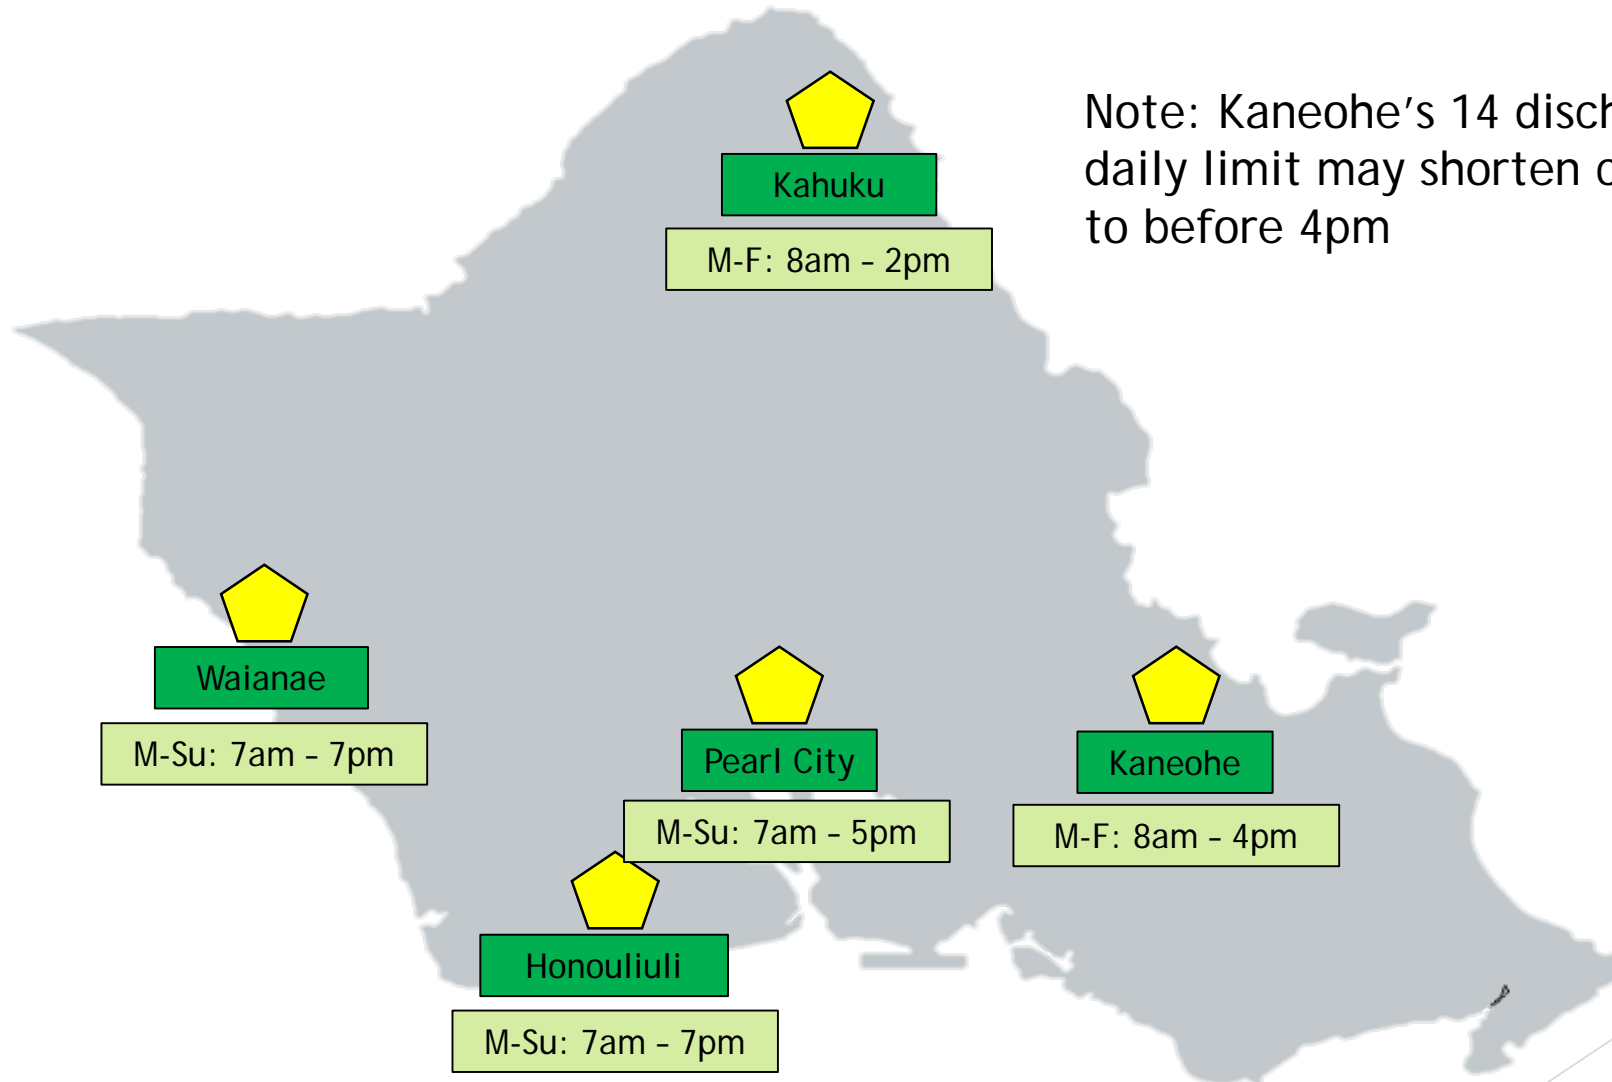 Note: Kaneohe’s 14
daily limit may shorten
to before 4pm
Kahuku
M-F: 8am – 2pm
Waianae
M-Su: 7am – 7pm
Pearl City
M-Su: 7am – 5pm
Kaneohe
M-F: 8am – 4pm
Honouliuli
M-Su: 7am – 7pm